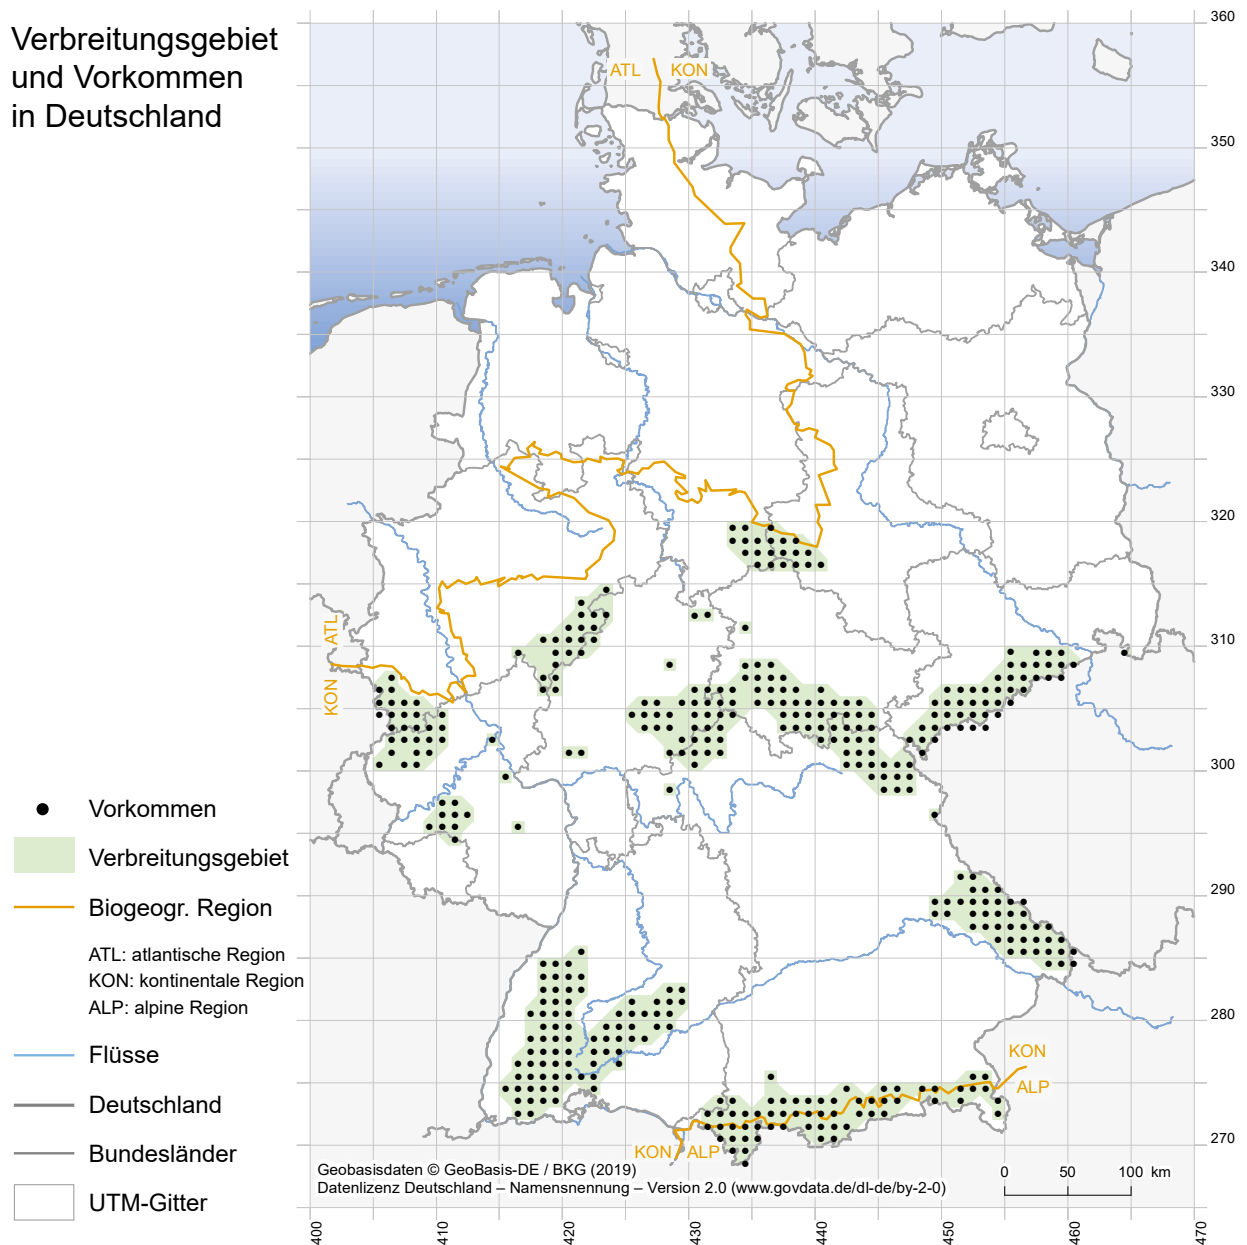 Verbreitungsgebiet
und Vorkommen
in Deutschland
ATL KON
360
350
340
330
320
310
300
290
280
270
ATL
KON
Vorkommen
Verbreitungsgebiet
Biogeogr. Region
ATL: atlantische Region
KON: kontinentale Region
ALP: alpine Region
Flüsse
Deutschland
Bundesländer
UTM-Gitter
KON
ALP
KON ALP
Geobasisdaten © GeoBasis-DE / BKG (2019)
Datenlizenz Deutschland – Namensnennung – Version 2.0 (www.govdata.de/dl-de/by-2-0)
0 50 100 km
400 410 420 430 440 450 460 470